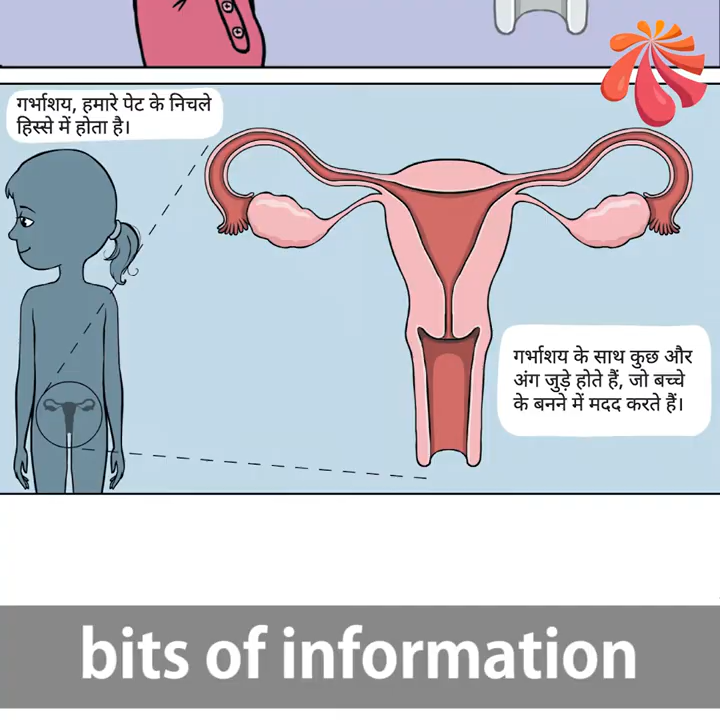 गर्भाशय, हमारे पेट के निचले
हिस्से में होता है।
गर्भाशय के साथ कुछ और
अंग जुड़े होते हैं, जो बच्चे
के बनने में मदद करते हैं।
bits of information